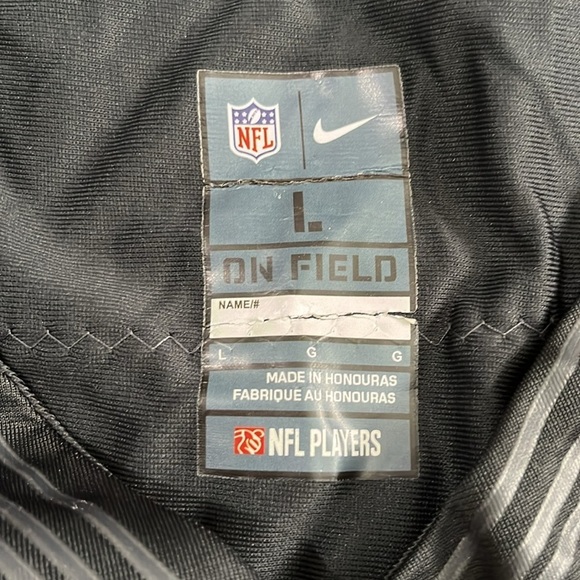 NFL
L
ON FIELD
NAME/#
L G G
MADE IN HONOURAS
FABRIQUE AU HONOURAS
NFL PLAYERS